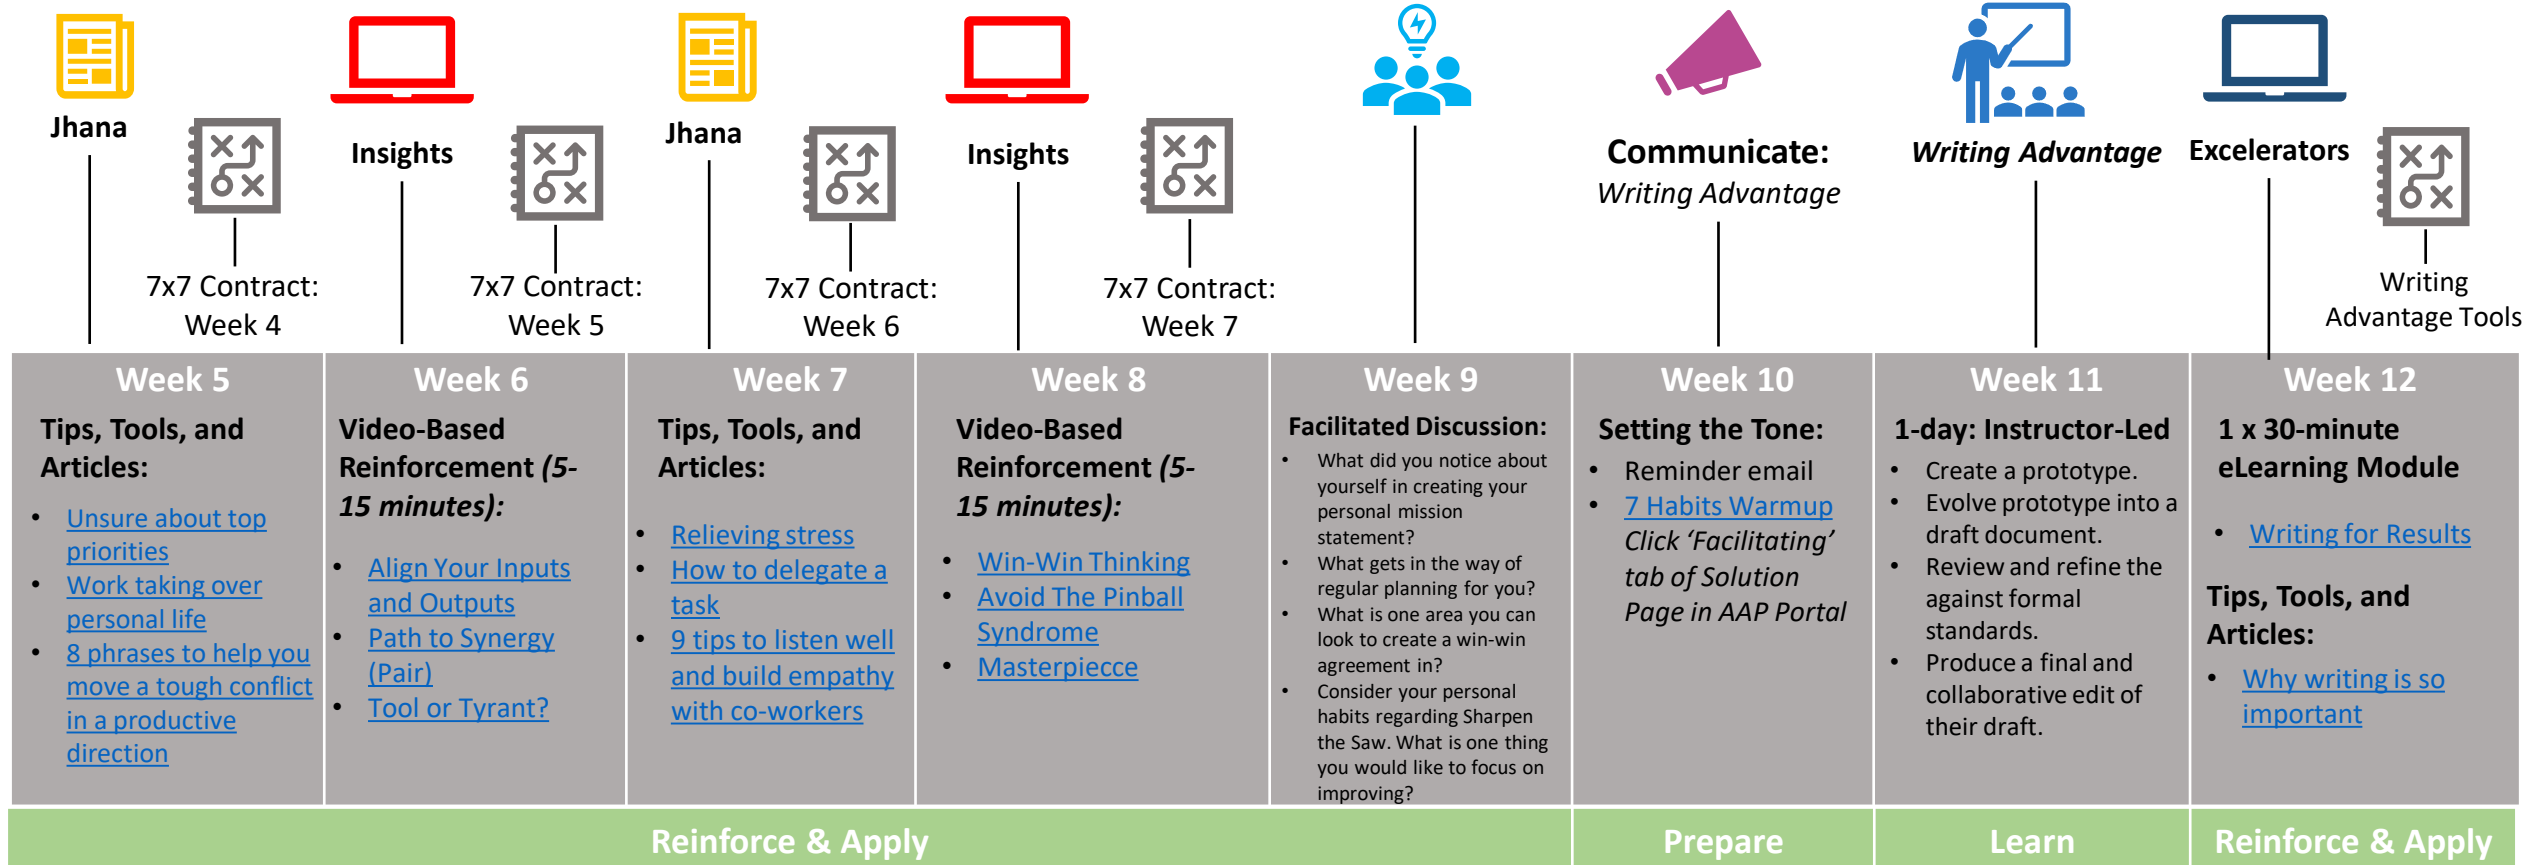 Jhana
7x7 Contract:
Week 4
Insights
7x7 Contract:
Week 5
Jhana
7x7 Contract:
Week 6
Insights
7x7 Contract:
Week 7
Communicate:
Writing Advantage
Writing Advantage
Excelerators
Writing
Advantage Tools
Week 5
Tips, Tools, and
Articles:
• Unsure about top
priorities
• Work taking over
personal life
• 8 phrases to help you
move a tough conflict
in a productive
direction
Week 6
Video-Based
Reinforcement (5-
15 minutes):
• Align Your Inputs
and Outputs
• Path to Synergy
(Pair)
• Tool or Tyrant?
Week 7
Tips, Tools, and
Articles:
• Relieving stress
• How to delegate a
task
• 9 tips to listen well
and build empathy
with co-workers
Week 8
Video-Based
Reinforcement (5-
15 minutes):
• Win-Win Thinking
• Avoid The Pinball
Syndrome
• Masterpiecce
Week 9
Facilitated Discussion:
• What did you notice about
yourself in creating your
personal mission
statement?
• What gets in the way of
regular planning for you?
• What is one area you can
look to create a win-win
agreement in?
• Consider your personal
habits regarding Sharpen
the Saw. What is one thing
you would like to focus on
improving?
Week 10
Setting the Tone:
• Reminder email
• 7 Habits Warmup
Click ‘Facilitating’
tab of Solution
Page in AAP Portal
Week 11
1-day: Instructor-Led
• Create a prototype.
• Evolve prototype into a
draft document.
• Review and refine the
against formal
standards.
• Produce a final and
collaborative edit of
their draft.
Week 12
1 x 30-minute
eLearning Module
• Writing for Results
Tips, Tools, and
Articles:
• Why writing is so
important
Reinforce & Apply
Prepare
Learn
Reinforce & Apply